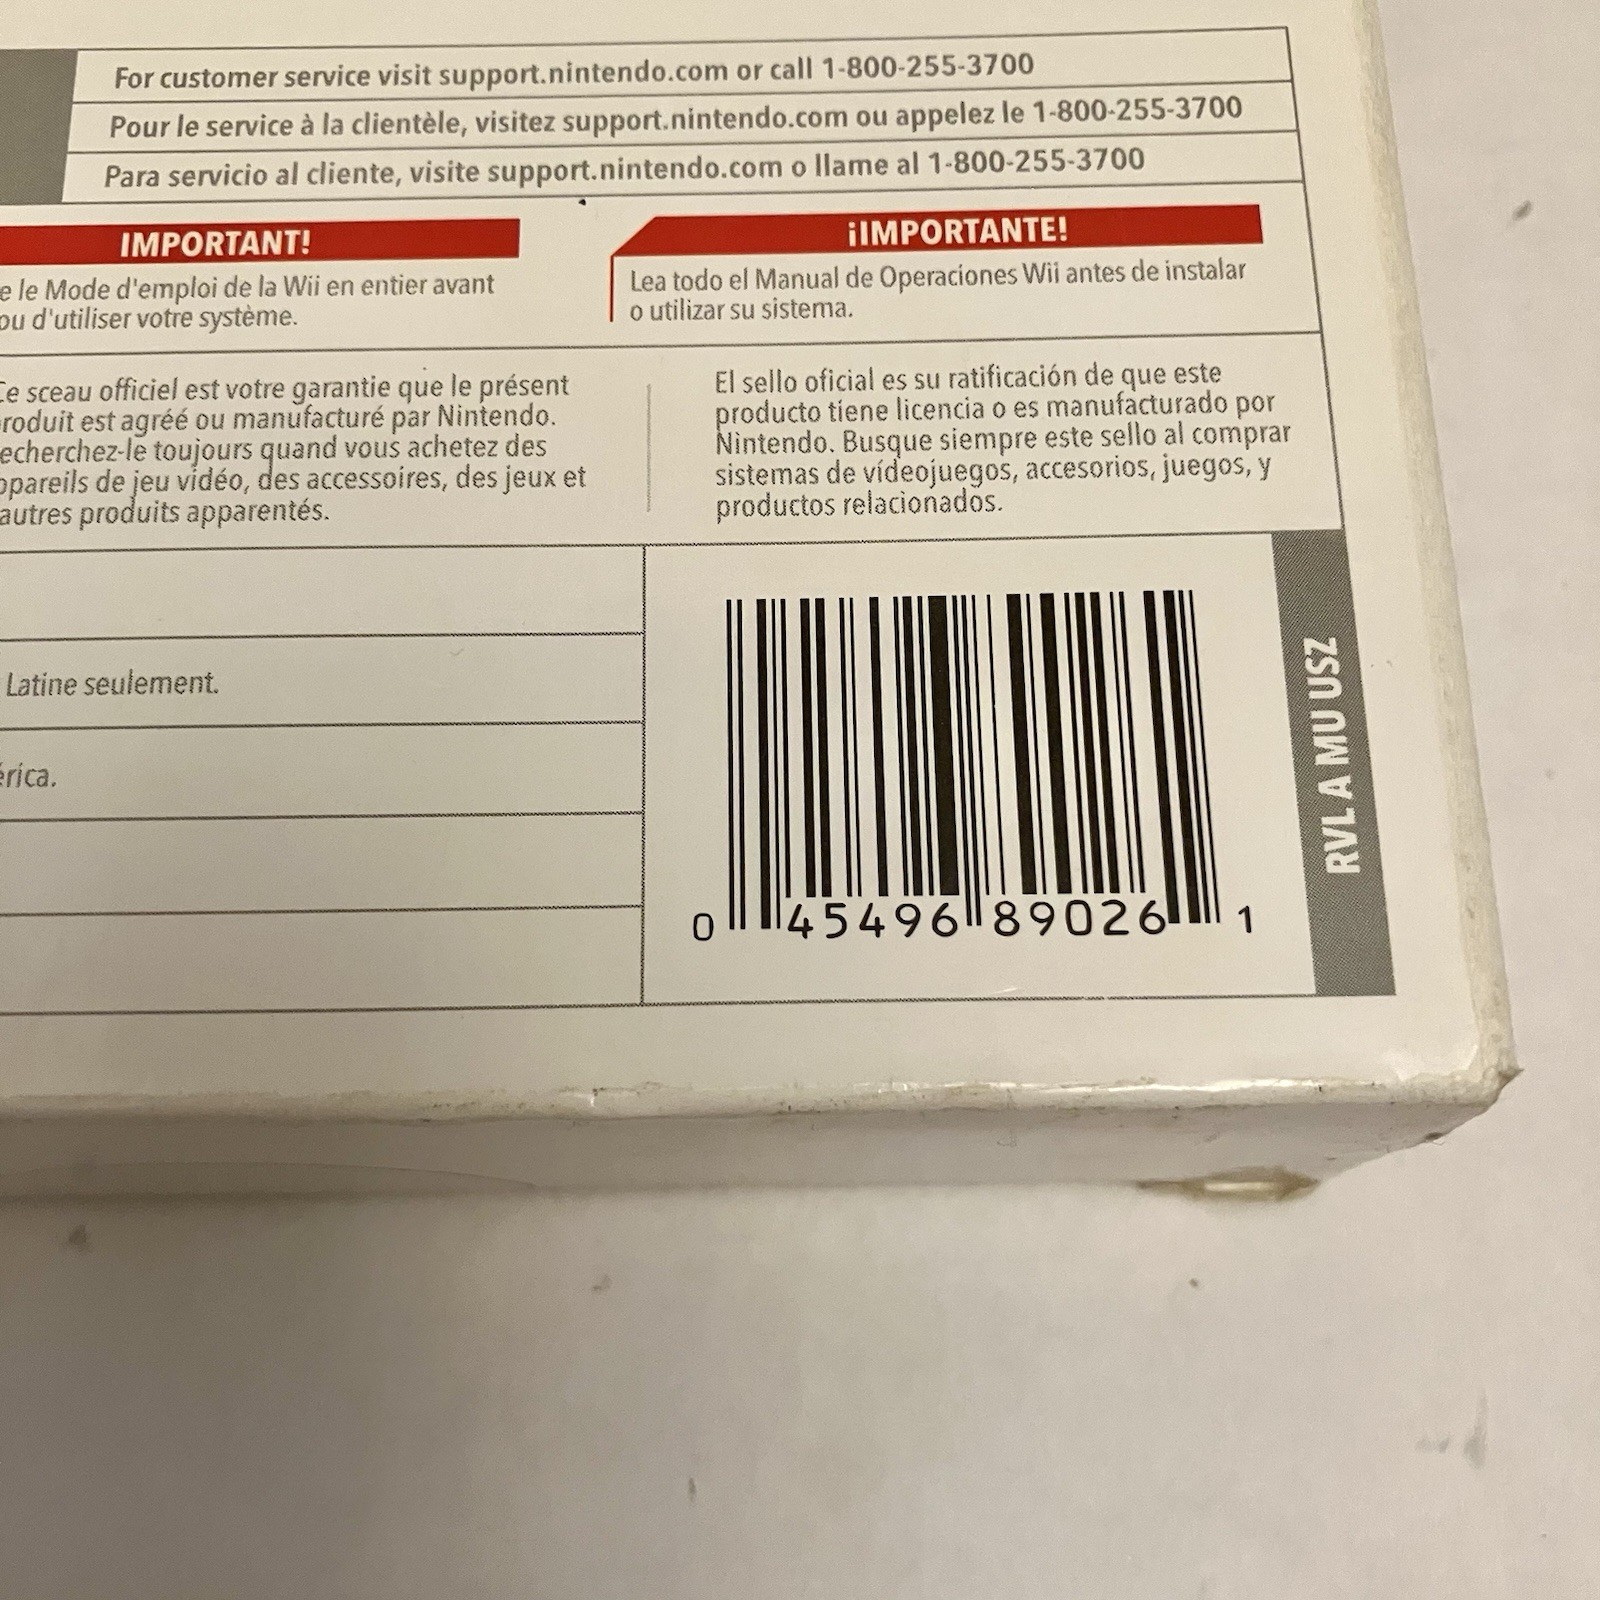 For customer service visit support.nintendo.com or call 1-800-255-3700
Pour le service à la clientèle, visitez support.nintendo.com ou appelez le 1-800-255-3700
Para servicio al cliente, visite support.nintendo.com o llame al 1-800-255-3700
IMPORTANT!
le Mode d'emploi de la Wii en entier avant
ou d'utiliser votre système.
¡IMPORTANTE!
Lea todo el Manual de Operaciones Wii antes de instalar
o utilizar su sistema.
Ce sceau officiel est votre garantie que le présent
roduit est agréé ou manufacturé par Nintendo.
echerchez-le toujours quand vous achetez des
ppareils de jeu vidéo, des accessoires, des jeux et
autres produits apparentés.
El sello oficial es su ratificación de que este
producto tiene licencia o es manufacturado por
Nintendo. Busque siempre este sello al comprar
sistemas de vídeojuegos, accesorios, juegos, y
productos relacionados.
Latine seulement.
érica.
0 45496 89026 1
RVL A MU USZ